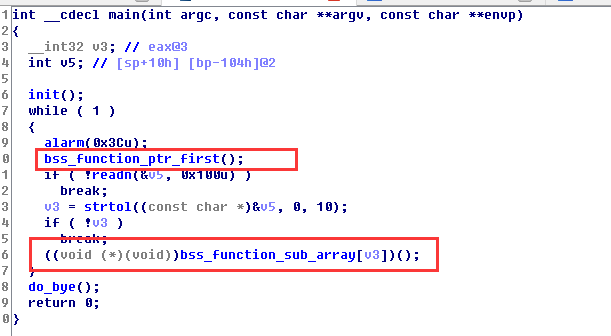 1 int __cdecl main(int argc, const char **argv, const char **envp)
2 {
3 __int32 v3; // eax@3
4 int v5; // [sp+10h] [bp-104h]@2
5
6 init();
7 while ( 1 )
8 {
9 alarm(0x3Cu);
0 bss_function_ptr_first();
1 if ( !readn(&v5, 0x100u) )
2 break;
3 v3 = strtol((const char *)&v5, 0, 10);
4 if ( !v3 )
5 break;
6 ((void (*)(void))bss_function_sub_array[v3])();
7 }
8 do_bye();
9 return 0;
0 }